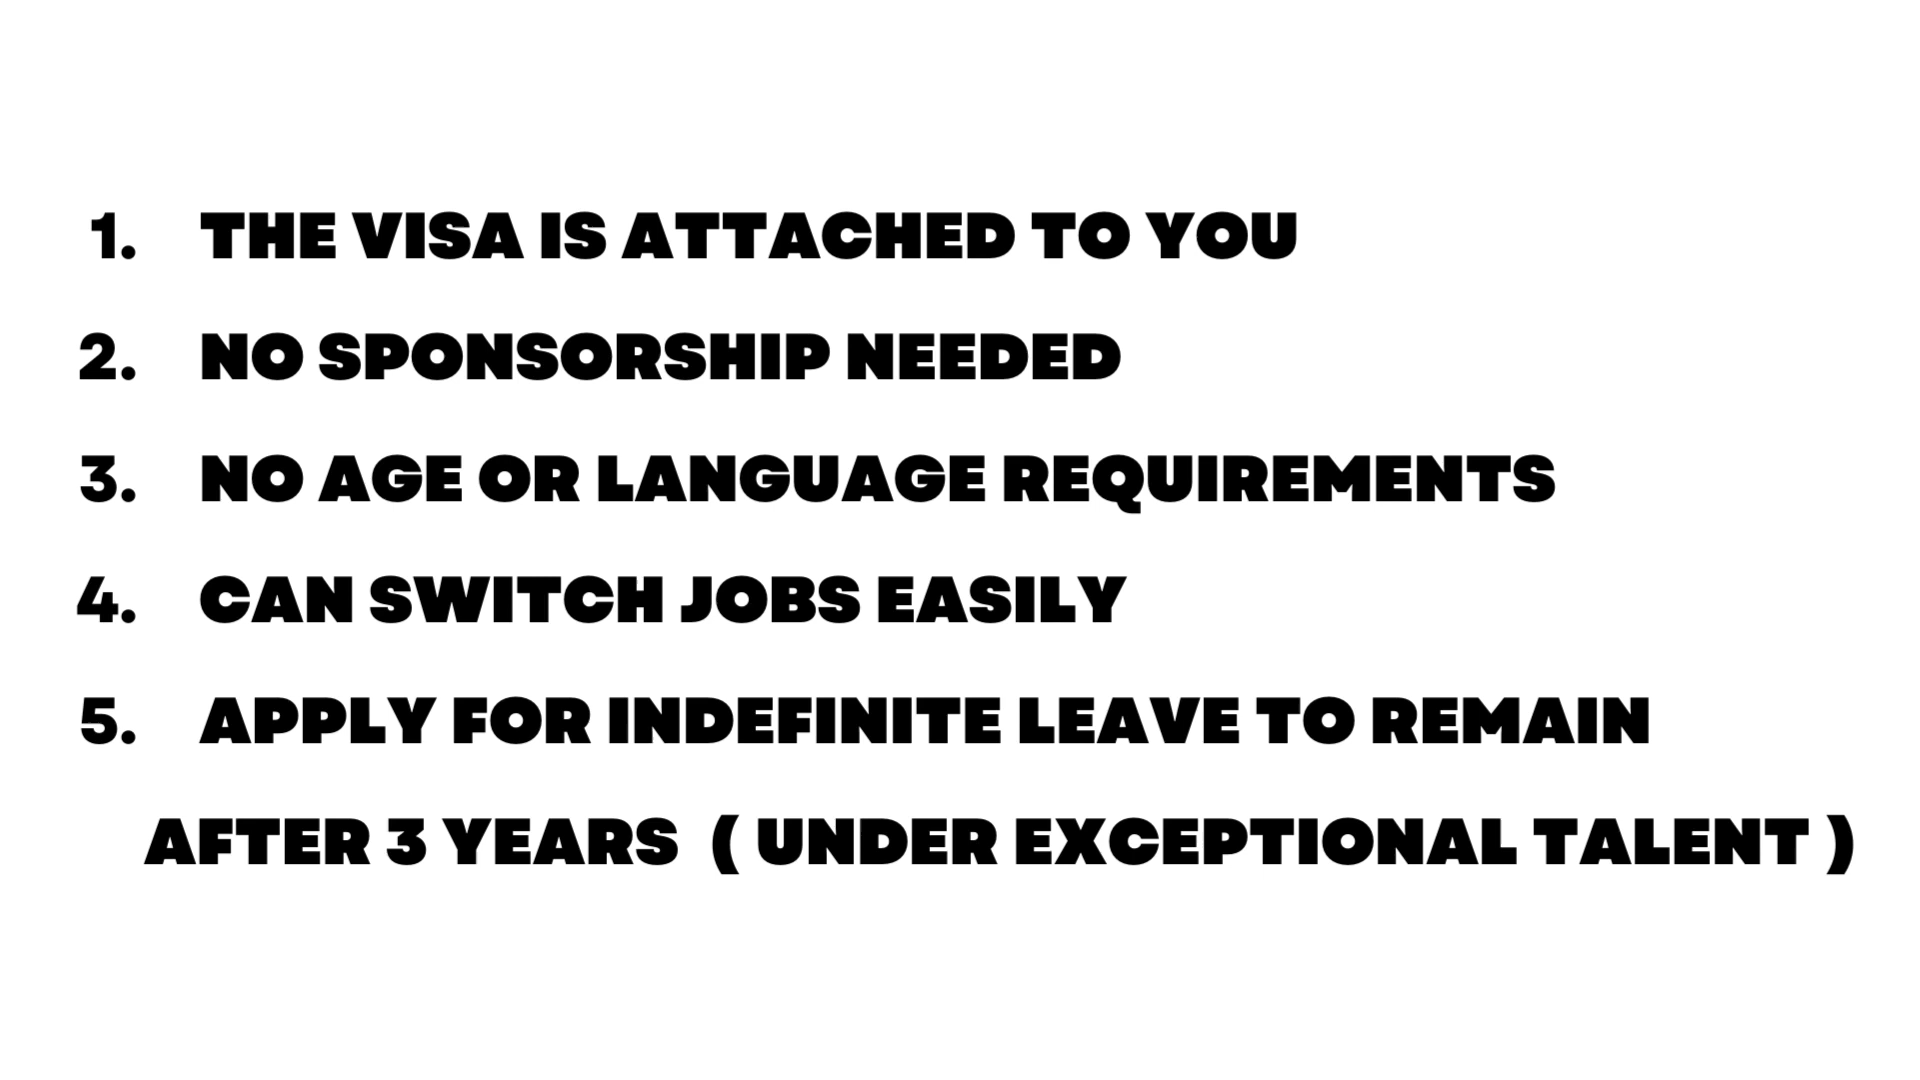 1. THE VISA IS ATTACHED TO YOU
2. NO SPONSORSHIP NEEDED
3. NO AGE OR LANGUAGE REQUIREMENTS
4. CAN SWITCH JOBS EASILY
5. APPLY FOR INDEFINITE LEAVE TO REMAIN
AFTER 3 YEARS ( UNDER EXCEPTIONAL TALENT )